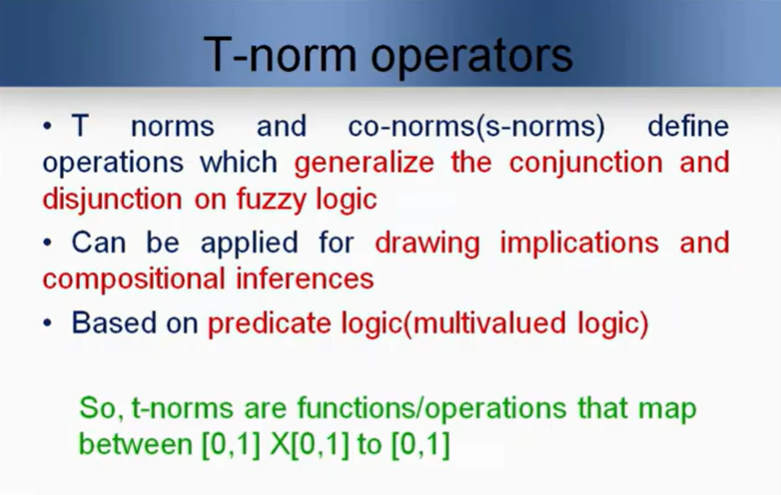 T-norm operators
• T norms and co-norms(s-norms) define
operations which generalize the conjunction and
disjunction on fuzzy logic
• Can be applied for drawing implications and
compositional inferences
• Based on predicate logic(multivalued logic)
So, t-norms are functions/operations that map
between [0,1] X[0,1] to [0,1]